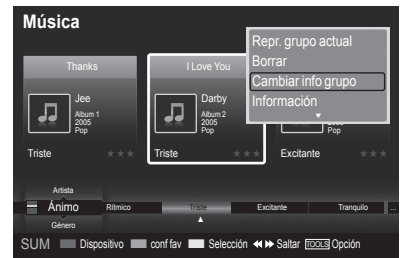 Música
Repr. grupo actual
Borrar
Cambiar info grupo
Información
Thanks
I Love You
Jee
Album 1
2005
Pop
Darby
Album 2
2005
Pop
2005
Pop
Triste
Triste
Excitante
Artista
Ánimo
Género
Rítmico
Triste
Excitante
Tranquilo
...
SUM Dispositivo conf fav Selección Saltar TOOLS Opción